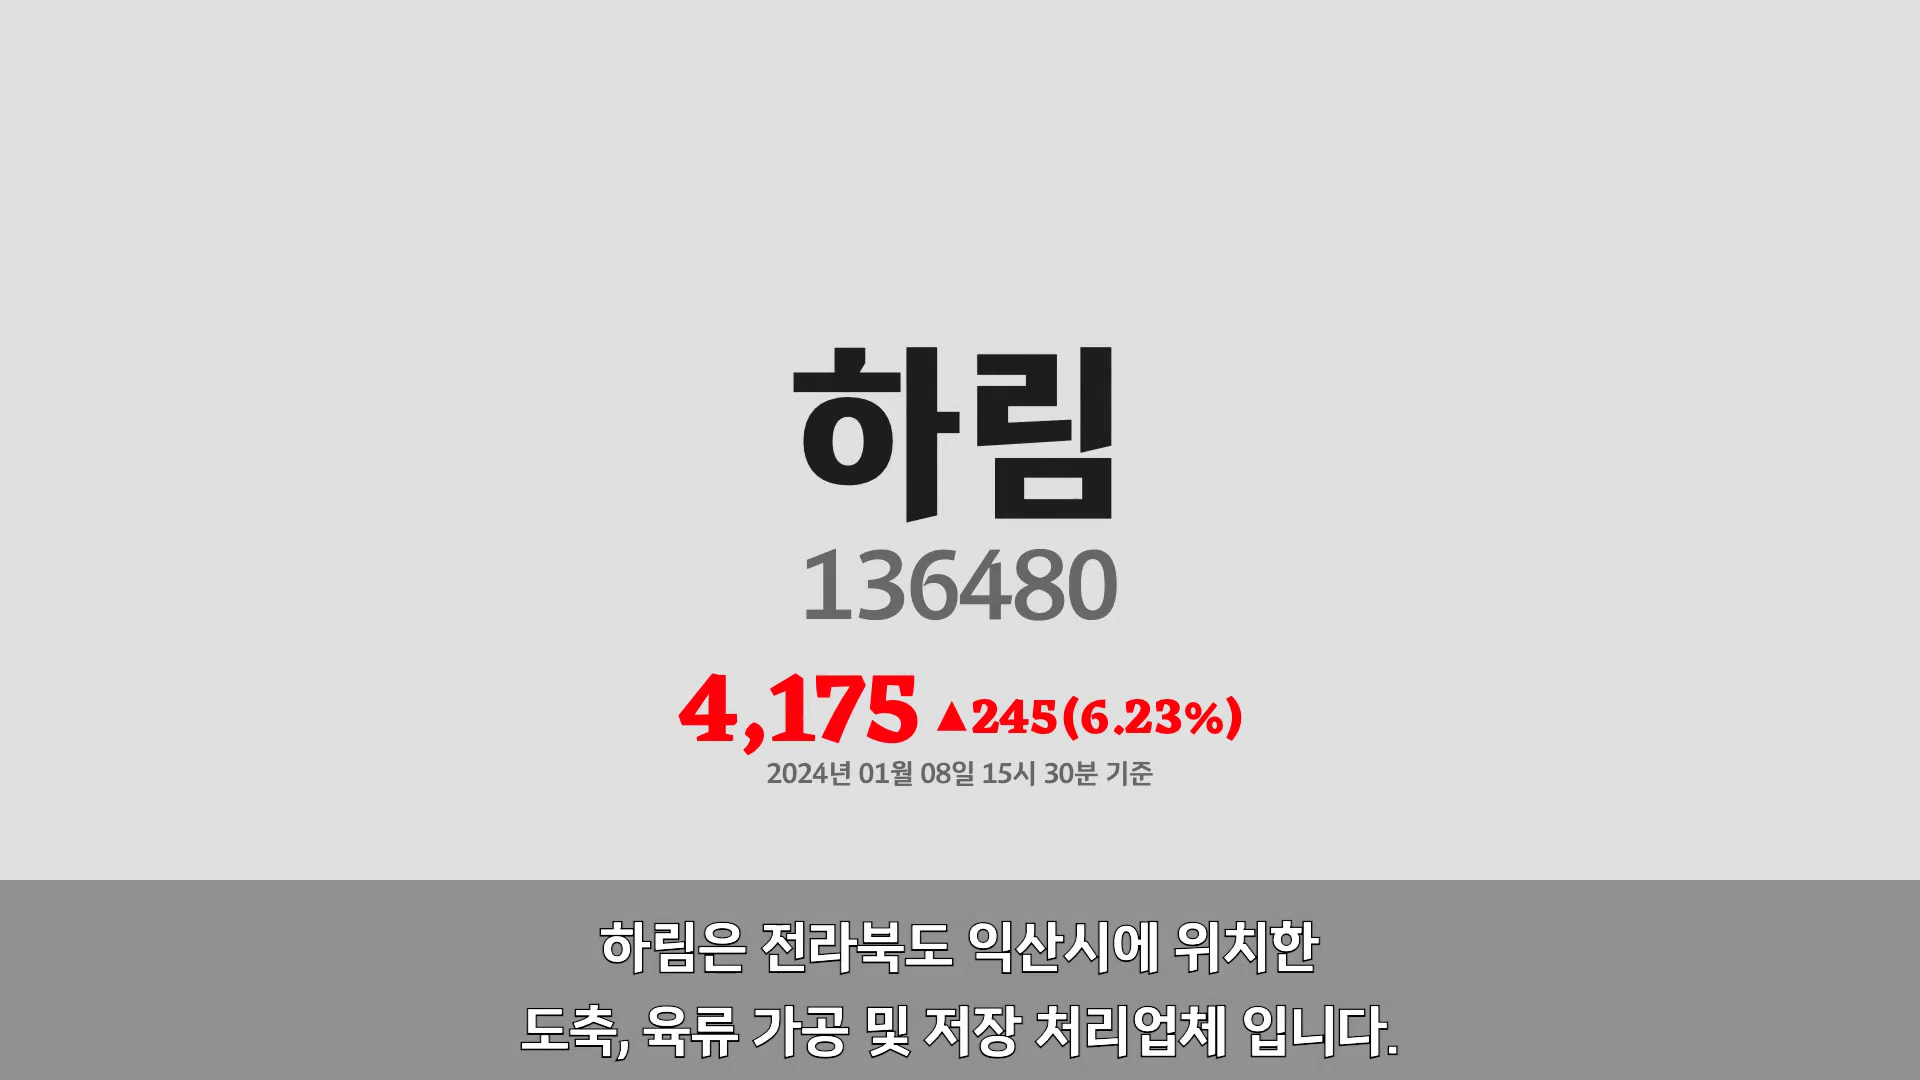 하림
136480
4,175 ▲245(6.23%)
2024년 01월 08일 15시 30분 기준
하림은 전라북도 익산시에 위치한
도축, 육류 가공 및 저장 처리업체 입니다.